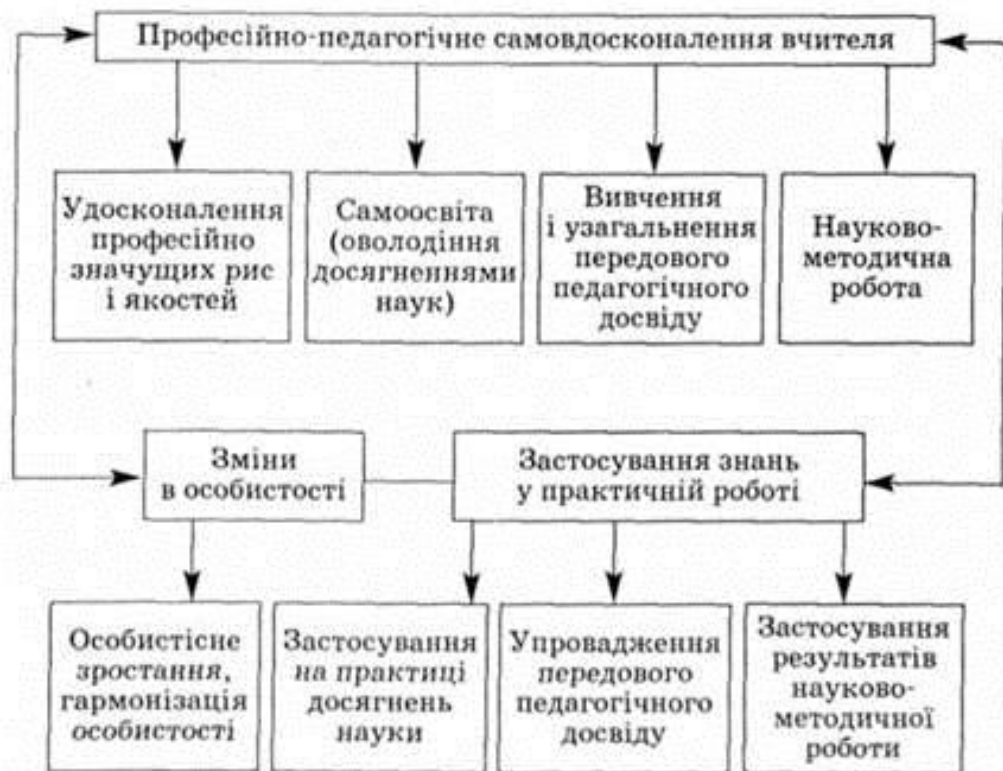 Професійно-педагогічне самовдосконалення вчителя
Удосконалення
професійно
значущих рис
і якостей
Самоосвіта
(оволодіння
досягненнями
наук)
Вивчення
і узагальнення
передового
педагогічного
досвіду
Науково-
методична
робота
Зміни
в особистості
Застосування знань
у практичній роботі
Особистісне
зростання,
гармонізація
особистості
Застосування
на практиці
досягнень
науки
Упровадження
передового
педагогічного
досвіду
Застосування
результатів
науково-
методичної
роботи